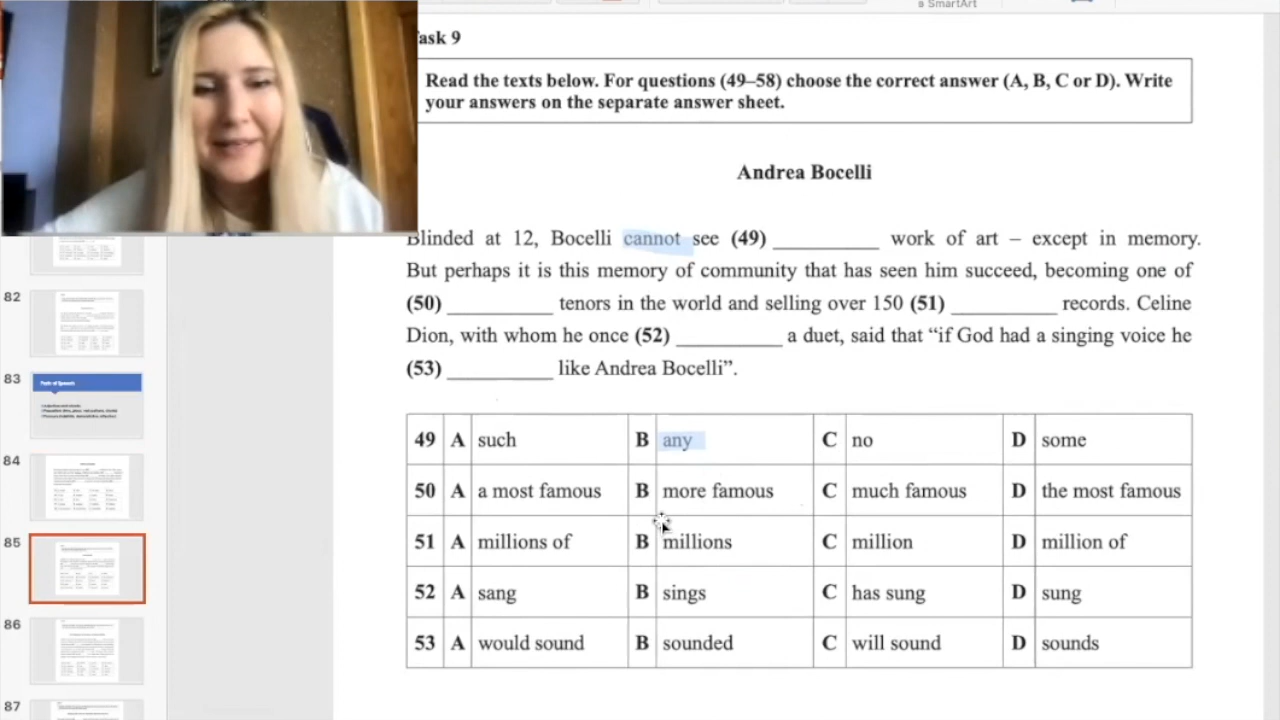 a SmartArt
ask 9
Read the texts below. For questions (49–58) choose the correct answer (A, B, C or D). Write
your answers on the separate answer sheet.
Andrea Bocelli
Blinded at 12, Bocelli cannot see (49) __________ work of art – except in memory.
But perhaps it is this memory of community that has seen him succeed, becoming one of
(50) __________ tenors in the world and selling over 150 (51) __________ records. Celine
Dion, with whom he once (52) __________ a duet, said that “if God had a singing voice he
(53) __________ like Andrea Bocelli”.
49 A such B any C no D some
50 A a most famous B more famous C much famous D the most famous
51 A millions of B millions C million D million of
52 A sang B sings C has sung D sung
53 A would sound B sounded C will sound D sounds
82
83
Parts of Speech
84
85
86
87